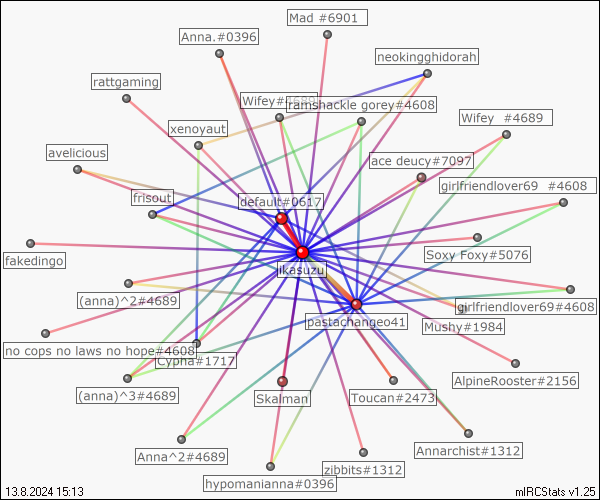 Mad #6901
Anna.#0396
neokingghidorah
rattgaming
Wifey#4689
ramshackle gorey#4608
Wifey #4689
xenoyaut
avelicious
ace deucy#7097
girlfriendlover69 #4608
frisout
default#0617
fakedingo
Soxy Foxy#5076
ikasuzu
(anna)^2#4689
girlfriendlover69#4608
pastachangeo41
Mushy#1984
no cops no laws no hope#4608
Cypha#1717
AlpineRooster#2156
(anna)^3#4689
Skalman
Toucan#2473
Anna^2#4689
Annarchist#1312
zibbits#1312
hypomanianna#0396
13.8.2024 15:13
mIRCStats v1.25